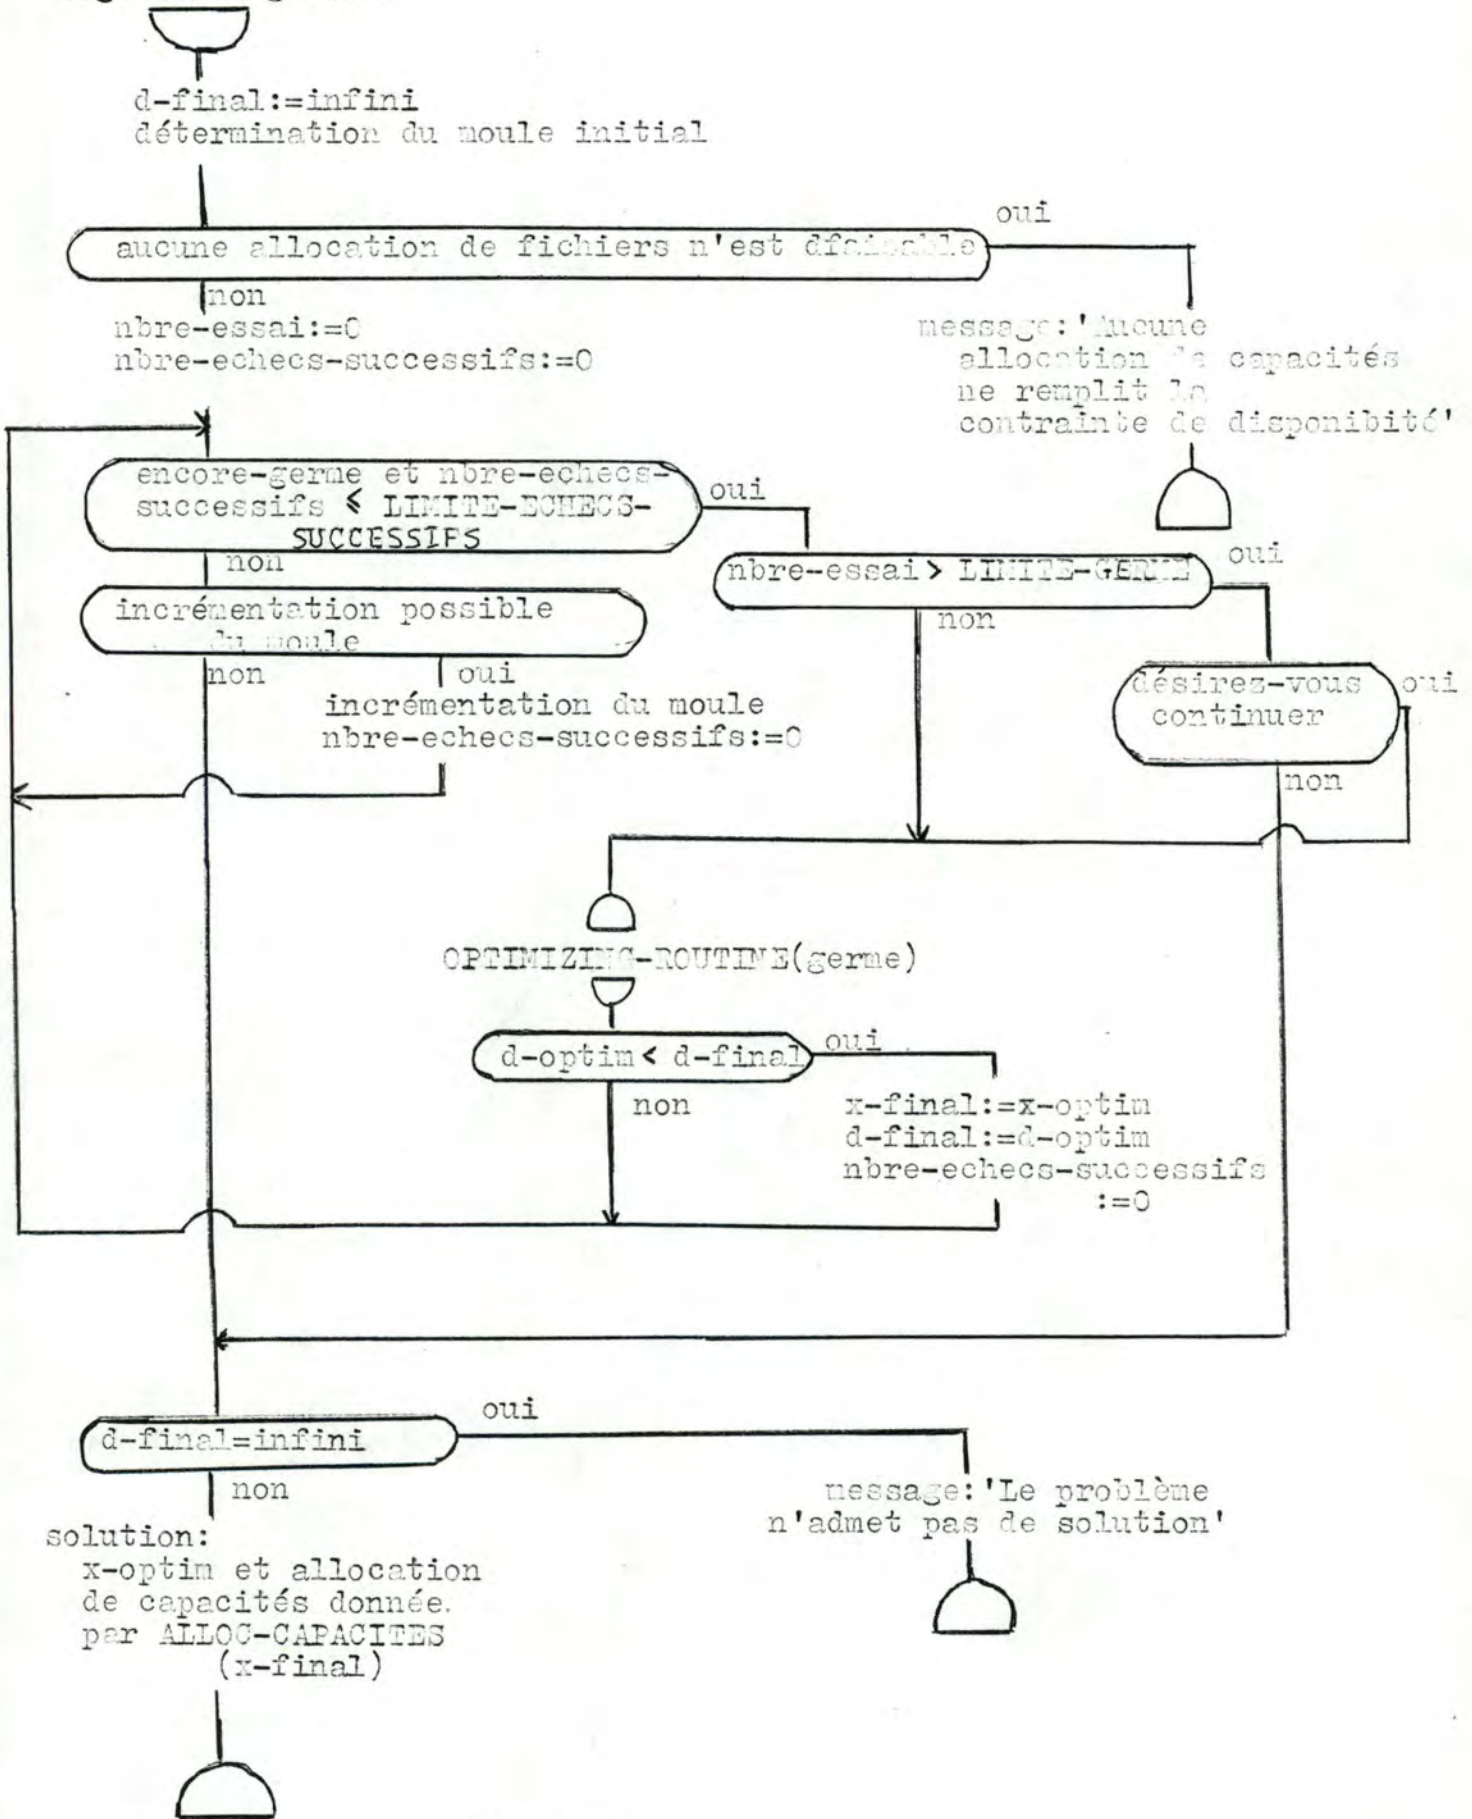 d-final:=infini
détermination du moule initial
oui
aucune allocation de fichiers n'est dfaisable
non
nbre-essai:=0
nbre-echecs-successifs:=0
message:'Aucune
allocation de capacités
ne remplit la
contrainte de disponibité'
encore-germe et nbre-echecs-
successifs ≤ LIMITE-ECHECS-
SUCCESSIFS
oui
non
nbre-essai> LIMITE-GERME
oui
non
incrémentation possible
du moule
non
oui
incrémentation du moule
nbre-echecs-successifs:=0
désirez-vous
continuer
oui
non
OPTIMIZING-ROUTINE(germe)
d-optim< d-final
oui
non
x-final:=x-optim
d-final:=d-optim
nbre-echecs-successifs
:=0
d-final=infini
oui
non
message:'Le problème
n'admet pas de solution'
solution:
x-optim et allocation
de capacités donnée.
par ALLOC-CAPACITES
(x-final)